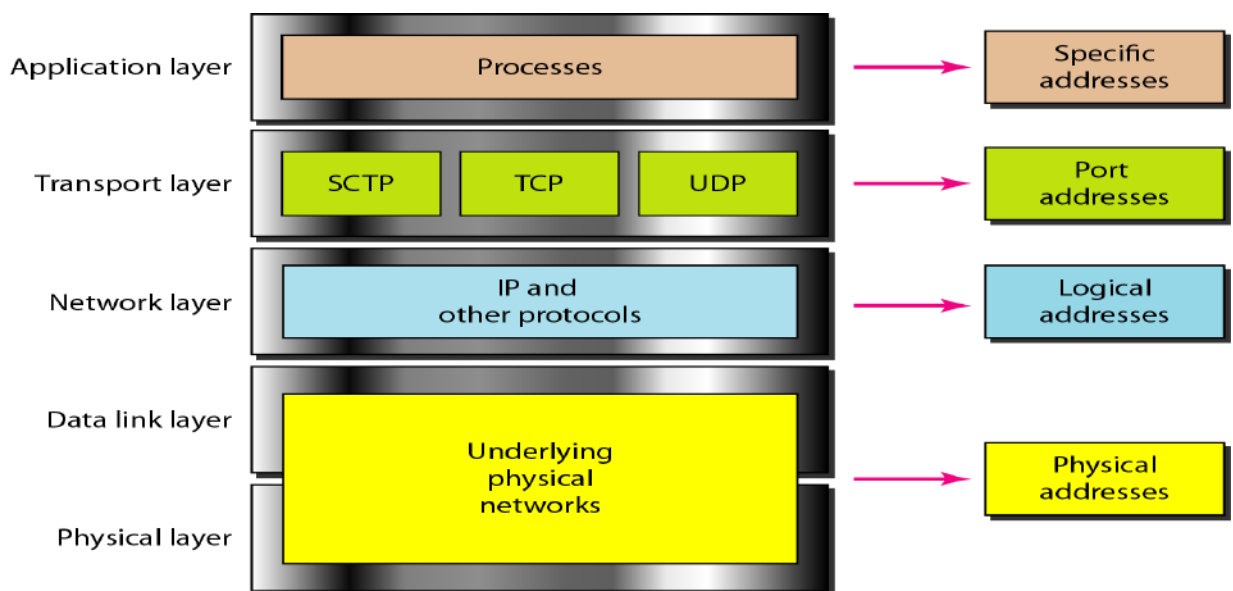 Application layer
Processes
Specific
addresses
Transport layer
SCTP
TCP
UDP
Port
addresses
Network layer
IP and
other protocols
Logical
addresses
Data link layer
Underlying
physical
networks
Physical
addresses
Physical layer